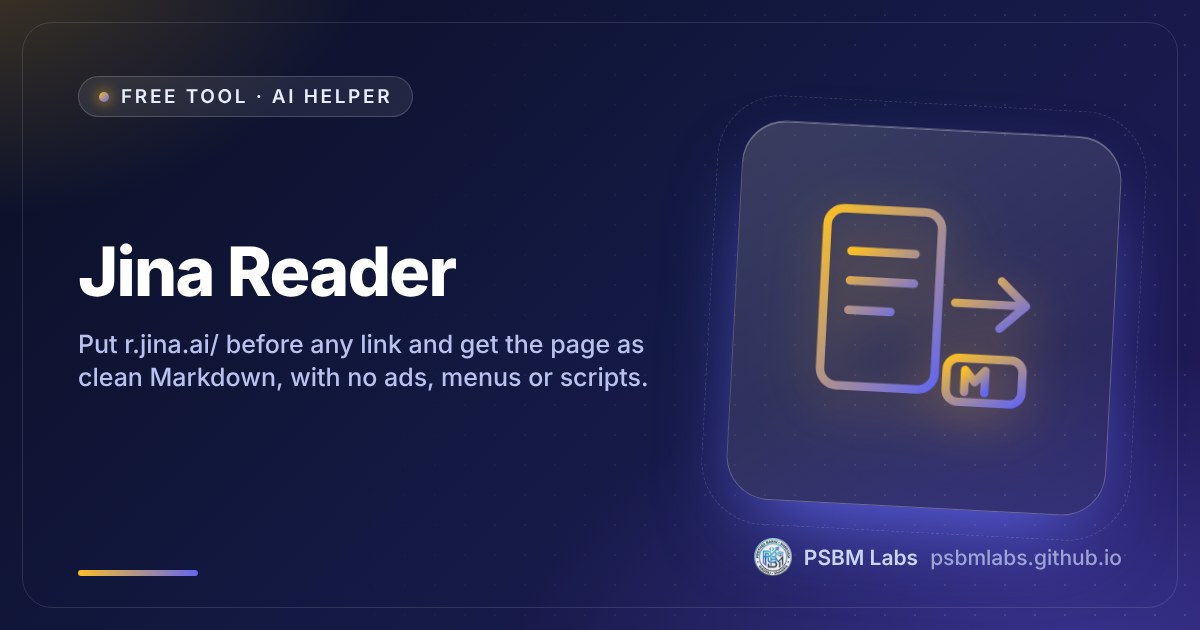 FREE TOOL · AI HELPER
Jina Reader
Put r.jina.ai/ before any link and get the page as
clean Markdown, with no ads, menus or scripts.
M
PSBM Labs psbmlabs.github.io